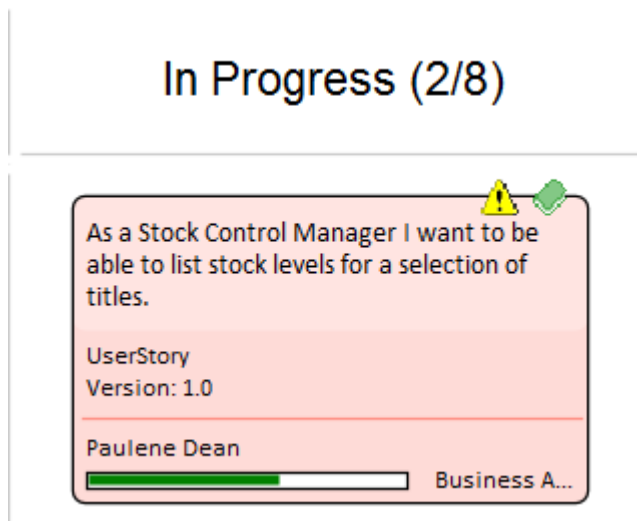 In Progress (2/8)
As a Stock Control Manager I want to be
able to list stock levels for a selection of
titles.
UserStory
Version: 1.0
Paulene Dean
Business A...